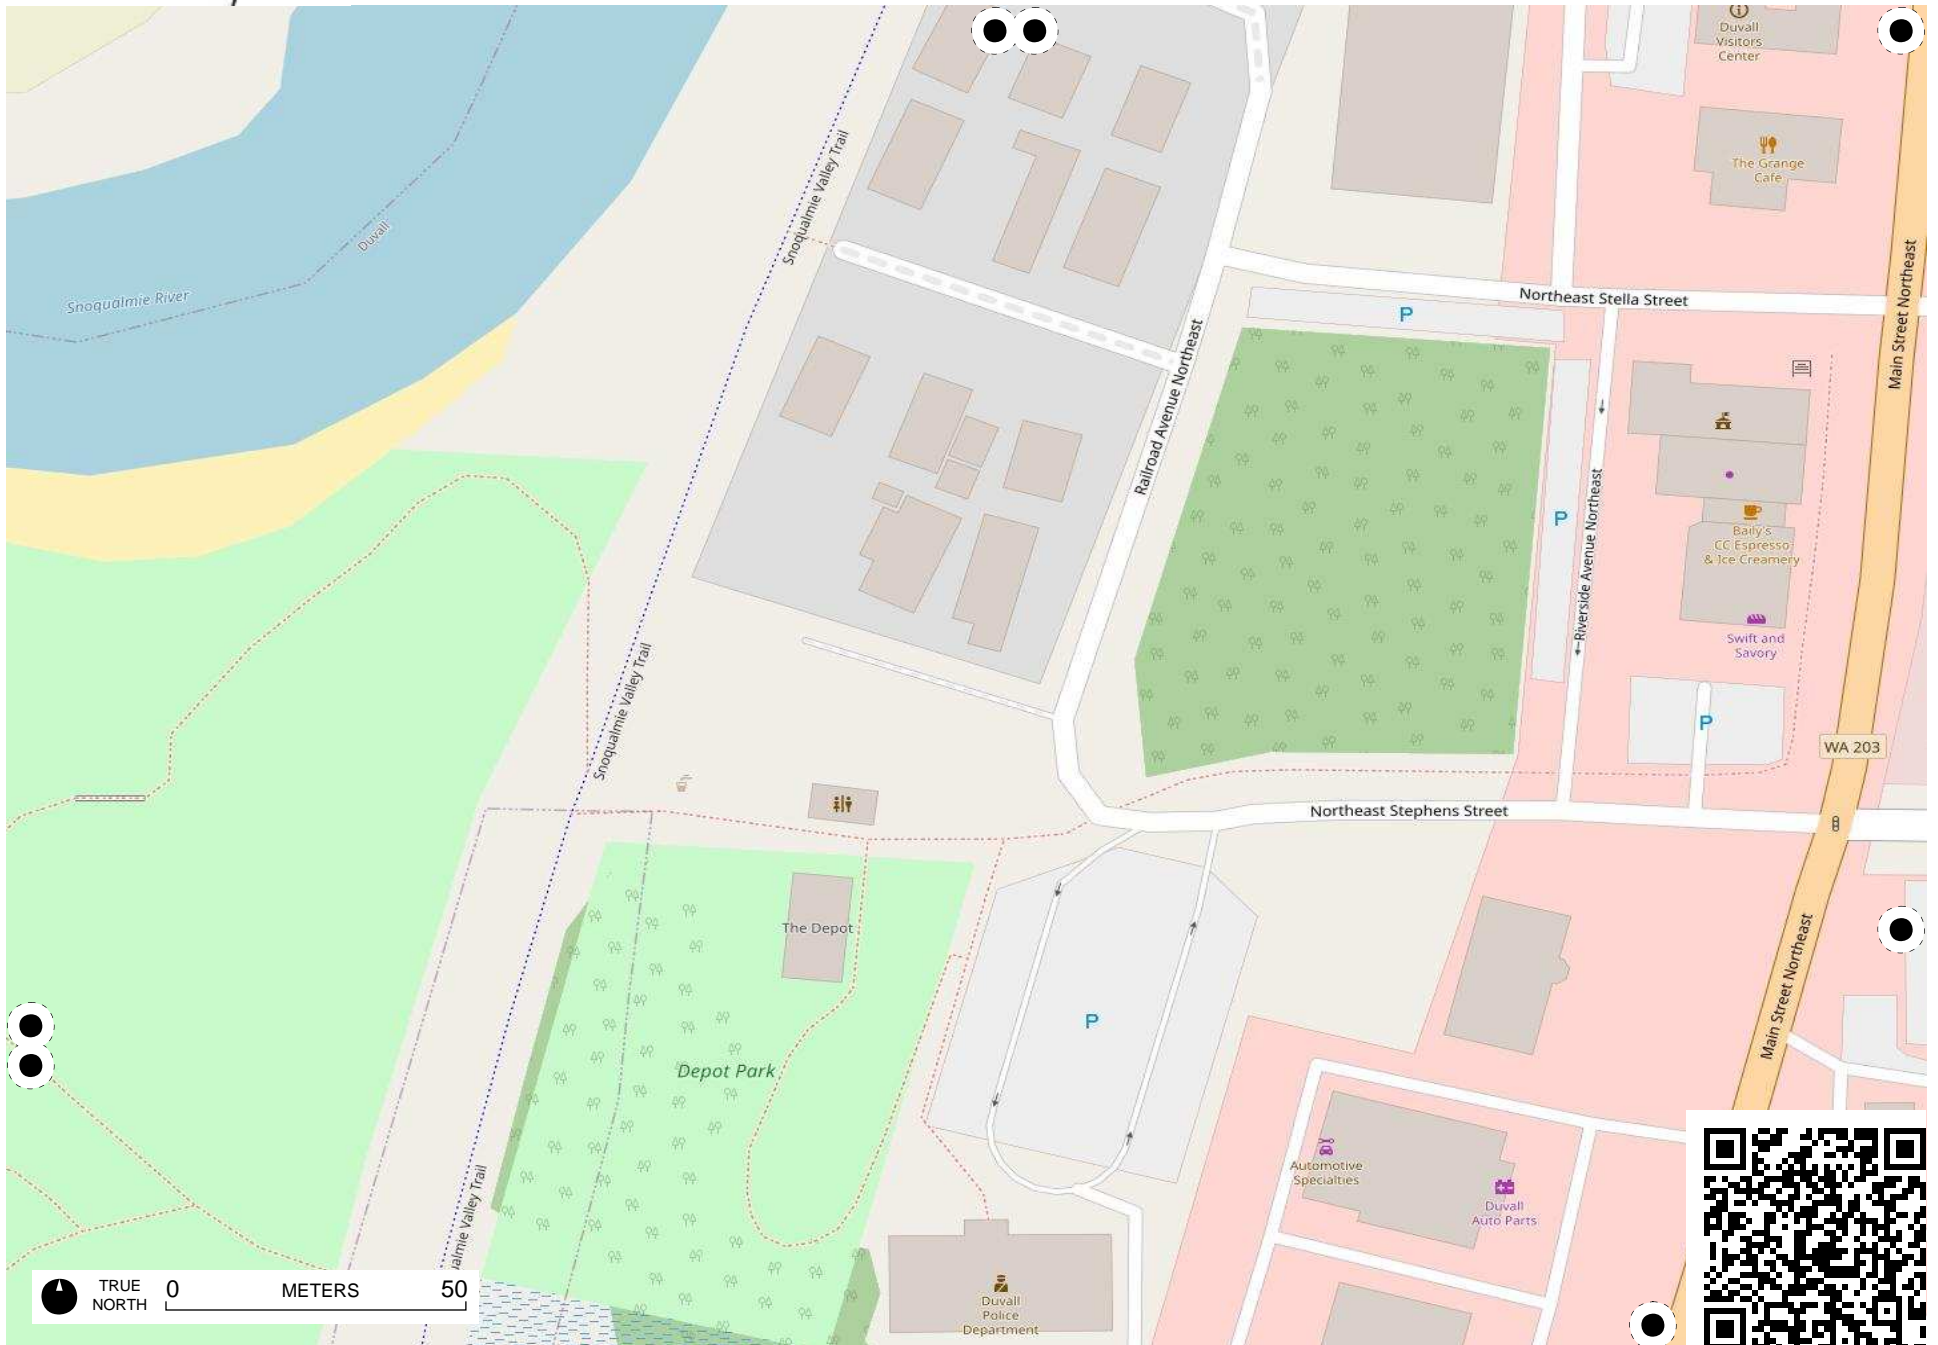 Duvall
Visitors
Center
The Grange
Cafe
Snoqualmie Valley Trail
Duvall
Snoqualmie River
Northeast Stella Street
Main Street Northeast
P
Railroad Avenue Northeast
P
Riverside Avenue Northeast
Baily's
CC Espresso
& Ice Creamery
Swift and
Savory
Snoqualmie Valley Trail
P
WA 203
Northeast Stephens Street
The Depot
Main Street Northeast
P
Depot Park
Automotive
Specialties
Duvall
Auto Parts
ualmie Valley Trail
TRUE
NORTH
0 METERS 50
Duvall
Police
Department